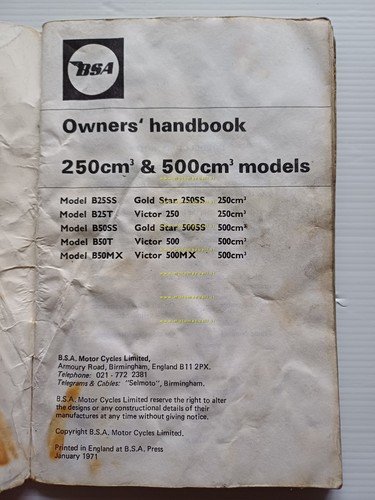 BSA
Owners' handbook
250cm³ & 500cm³ models
Model B25SS Gold Star 250SS 250cm³
Model B25T Victor 250 250cm³
Model B50SS Gold Star 500SS 500cm³
Model B50T Victor 500 500cm³
Model B50MX Victor 500MX 500cm³
B.S.A. Motor Cycles Limited,
Armoury Road, Birmingham, England B11 2PX.
Telephone: 021 - 772 2381
Telegrams & Cables: "Selmoto", Birmingham.
B.S.A. Motor Cycles Limited reserve the right to alter
the designs or any constructional details of their
manufactures at any time without giving notice.
Copyright B.S.A. Motor Cycles Limited.
Printed in England at B.S.A. Press
January 1971